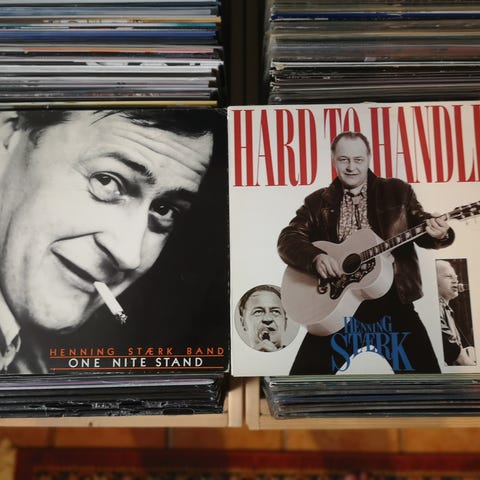 HENNING STÆRK BAND
ONE NITE STAND
HARD TO HANDLE
HENNING
STÆRK